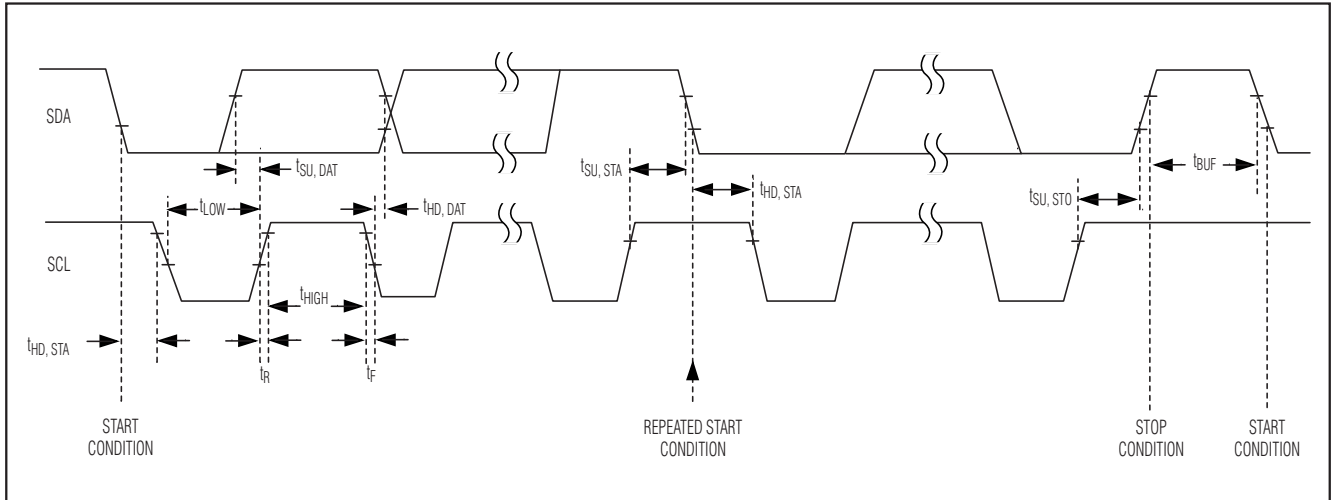 SDA
tSU, DAT
tSU, STA
tBUF
tHD, STA
tLOW
tHD, DAT
tSU, STO
SCL
tHIGH
tHD, STA
tR
tF
START
CONDITION
REPEATED START
CONDITION
STOP
CONDITION
START
CONDITION